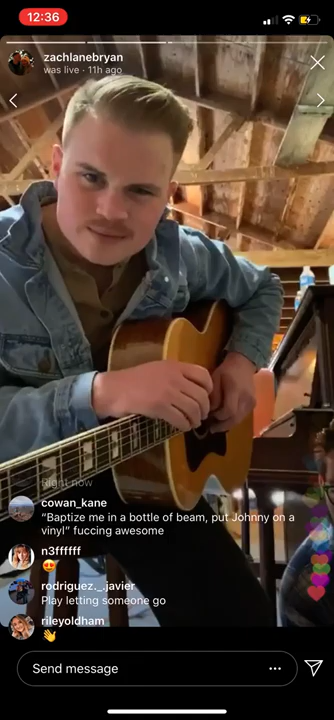 12:36
zachlanebryan
was live · 11h ago
Right now
cowan_kane
“Baptize me in a bottle of beam, put Johnny on a
vinyl” fuccing awesome
n3ffffff
😍
rodriguez._.javier
Play letting someone go
rileyoldham
👋
Send message